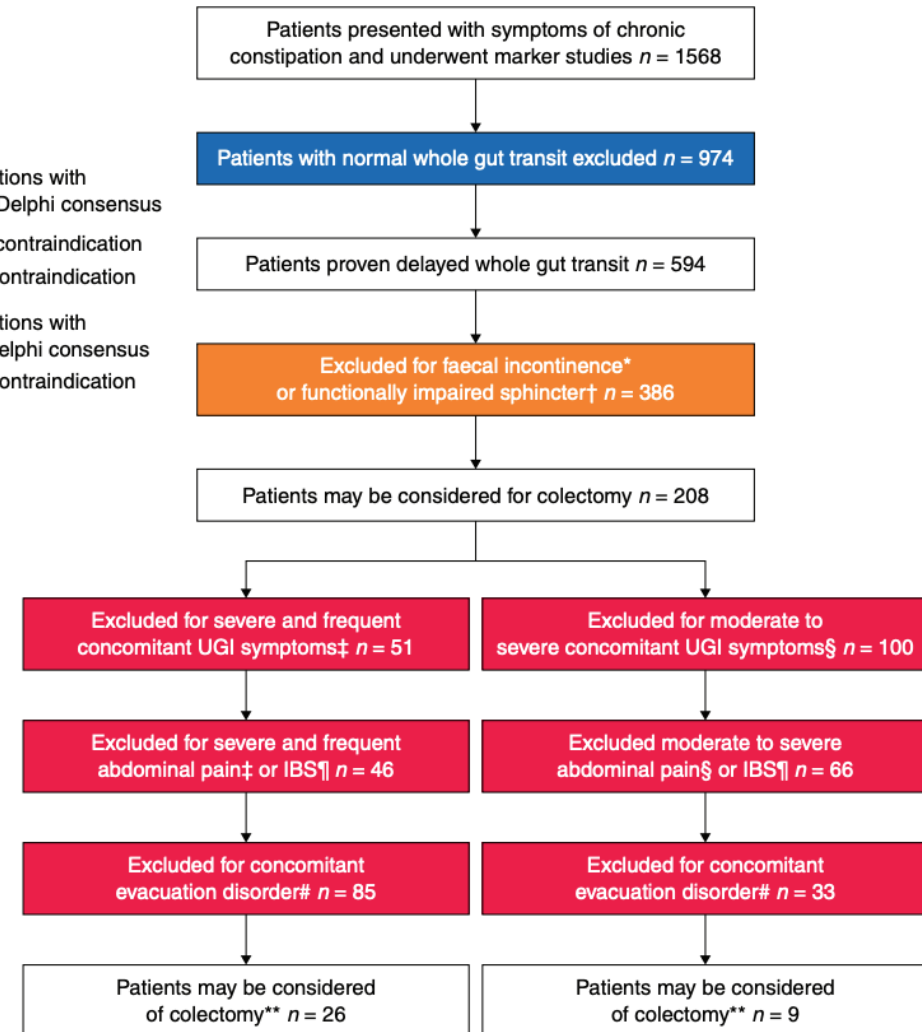 Patients presented with symptoms of chronic
constipation and underwent marker studies n = 1568
Patients with normal whole gut transit excluded n = 974
tions with
Delphi consensus
contraindication
ontraindication
Patients proven delayed whole gut transit n = 594
tions with
elphi consensus
ontraindication
Excluded for faecal incontinence*
or functionally impaired sphincter† n = 386
Patients may be considered for colectomy n = 208
Excluded for severe and frequent
concomitant UGI symptoms‡ n = 51
Excluded for moderate to
severe concomitant UGI symptoms§ n = 100
Excluded for severe and frequent
abdominal pain‡ or IBS¶ n = 46
Excluded moderate to severe
abdominal pain§ or IBS¶ n = 66
Excluded for concomitant
evacuation disorder# n = 85
Excluded for concomitant
evacuation disorder# n = 33
Patients may be considered
of colectomy** n = 26
Patients may be considered
of colectomy** n = 9